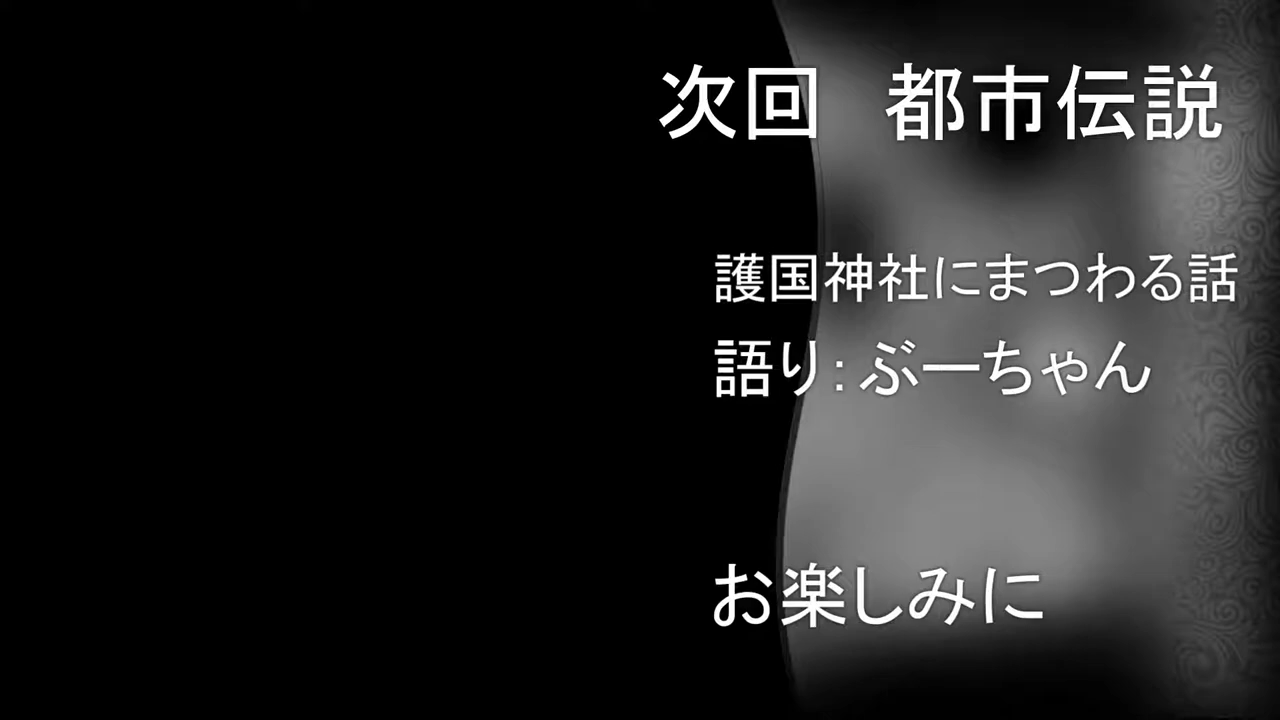 次回　都市伝説
護国神社にまつわる話
語り：ぶーちゃん
お楽しみに